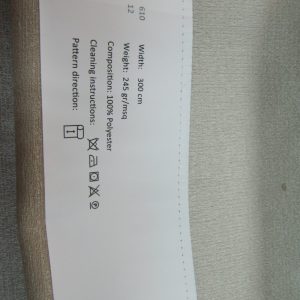 610
12
Width: 300 cm
Weight: 245 gr/msq
Composition: 100% Polyester
Cleaning instructions:
Pattern direction: